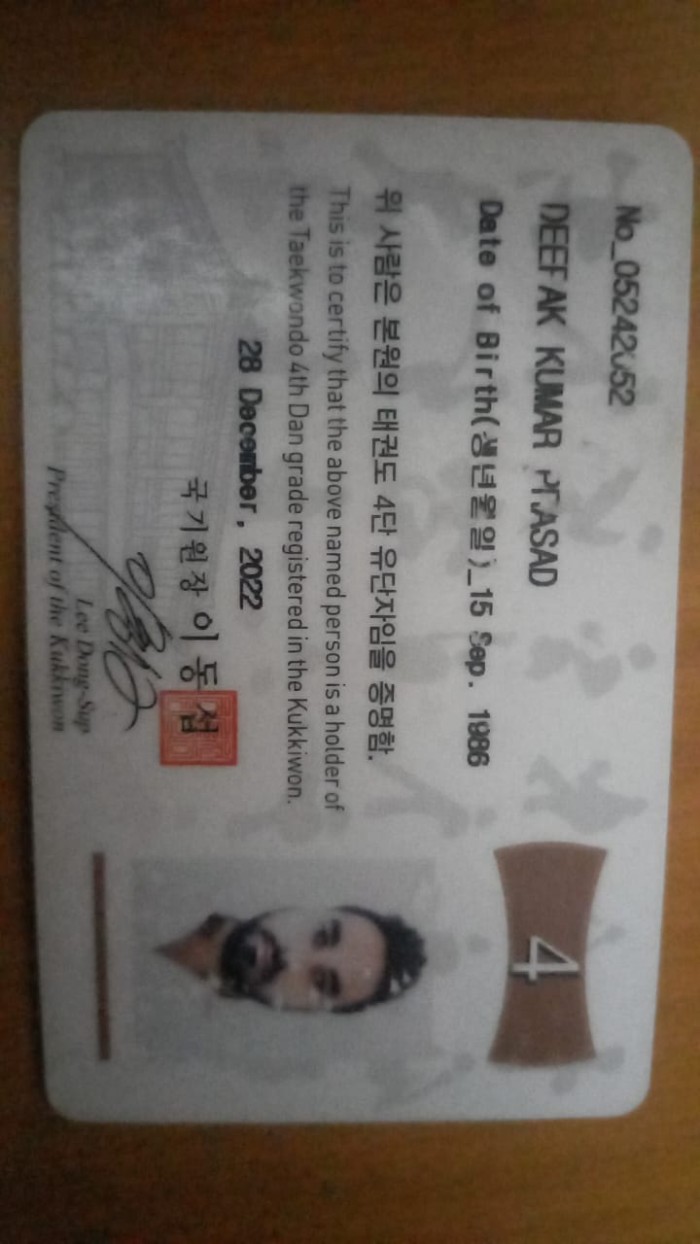 No_05242052
DEEPAK KUMAR PRASAD
Date of Birth(생년월일)_15 Sep. 1986
위 사람은 본원의 태권도 4단 유단자임을 증명함.
This is to certify that the above named person is a holder of
the Taekwondo 4th Dan grade registered in the Kukkiwon.
28 December, 2022
국기원장 이동섭
Lee Dong Sup
President of the Kukkiwon
4